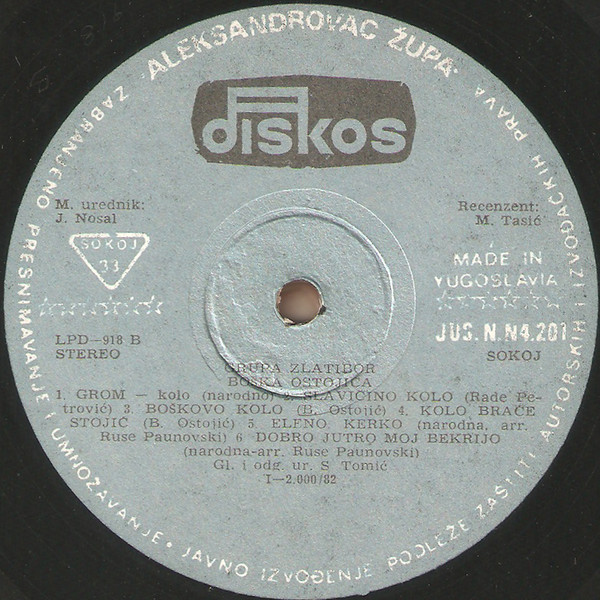 ALEKSANDROVAC ŽUPA
diskos
M. urednik:
J. Nosal
Recenzent:
M. Tasić
SOKOJ
33
MADE IN
YUGOSLAVIA
LPD—918 B
STEREO
JUS. N. N4.201
SOKOJ
GRUPA ZLATIBOR
BOŠKA OSTOJIĆA
1. GROM — kolo (narodno) 2. SLAVIČINO KOLO (Rade Pe-
trović) 3. BOŠKOVO KOLO (B. Ostojić) 4. KOLO BRAĆE
STOJIĆ (B. Ostojić) 5. ELENO, KERKO (narodna, arr.
Ruse Paunovski) 6 DOBRO JUTRO MOJ BEKRIJO
(narodna-arr. Ruse Paunovski)
Gl. i odg. ur. S Tomić
I—2.000/82
ZABRANJENO PRESNIMAVANJE I UMNOŽAVANJE • JAVNO IZVOĐENJE PODLEŽE ZAŠTITI AUTORSKIH I IZVOĐAČKIH PRAVA